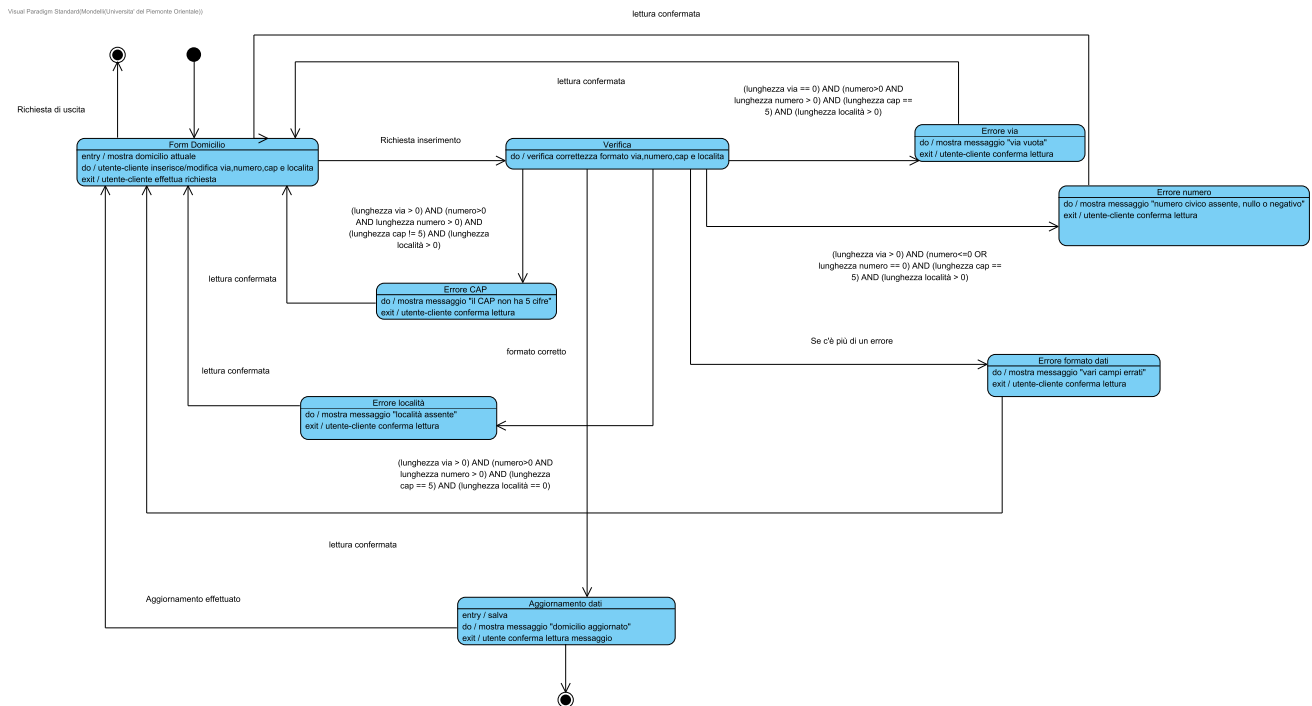 Visual Paradigm Standard(Mondelli(Universita' del Piemonte Orientale))
lettura confermata
lettura confermata
Richiesta di uscita
(lunghezza via == 0) AND (numero>0 AND
lunghezza numero > 0) AND (lunghezza cap ==
5) AND (lunghezza località > 0)
Form Domicilio
entry / mostra domicilio attuale
do / utente-cliente inserisce/modifica via,numero,cap e localita
exit / utente-cliente effettua richiesta
Richiesta inserimento
Verifica
do / verifica correttezza formato via,numero,cap e localita
Errore via
do / mostra messaggio "via vuota"
exit / utente-cliente conferma lettura
Errore numero
do / mostra messaggio "numero civico assente, nullo o negativo"
exit / utente-cliente conferma lettura
(lunghezza via > 0) AND (numero>0
AND lunghezza numero > 0) AND
(lunghezza cap != 5) AND (lunghezza
località > 0)
(lunghezza via > 0) AND (numero<=0 OR
lunghezza numero == 0) AND (lunghezza cap ==
5) AND (lunghezza località > 0)
lettura confermata
Errore CAP
do / mostra messaggio "il CAP non ha 5 cifre"
exit / utente-cliente conferma lettura
Se c'è più di un errore
formato corretto
Errore formato dati
do / mostra messaggio "vari campi errati"
exit / utente-cliente conferma lettura
lettura confermata
Errore località
do / mostra messaggio "località assente"
exit / utente-cliente conferma lettura
(lunghezza via > 0) AND (numero>0 AND
lunghezza numero > 0) AND (lunghezza
cap == 5) AND (lunghezza località == 0)
lettura confermata
Aggiornamento effettuato
Aggiornamento dati
entry / salva
do / mostra messaggio "domicilio aggiornato"
exit / utente conferma lettura messaggio